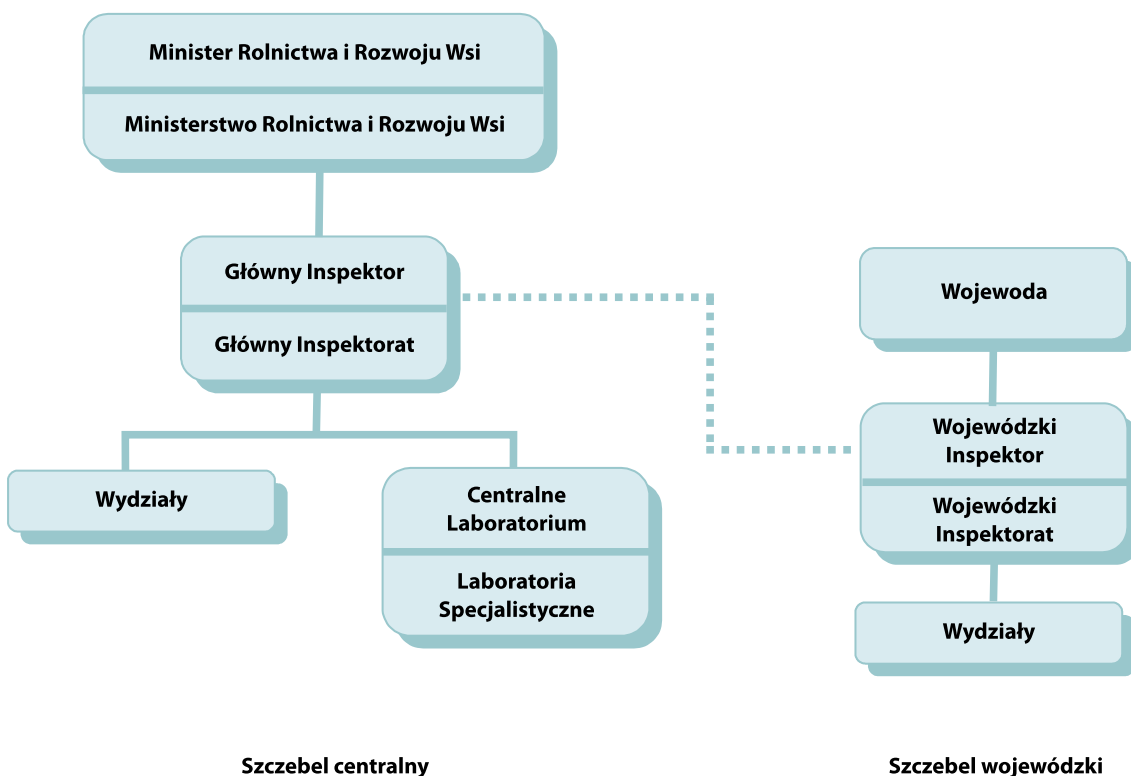 Minister Rolnictwa i Rozwoju Wsi
Ministerstwo Rolnictwa i Rozwoju Wsi
Główny Inspektor
Główny Inspektorat
Wydziały
Centralne
Laboratorium
Laboratoria
Specjalistyczne
Wojewoda
Wojewódzki
Inspektor
Wojewódzki
Inspektorat
Wydziały
Szczebel centralny
Szczebel wojewódzki